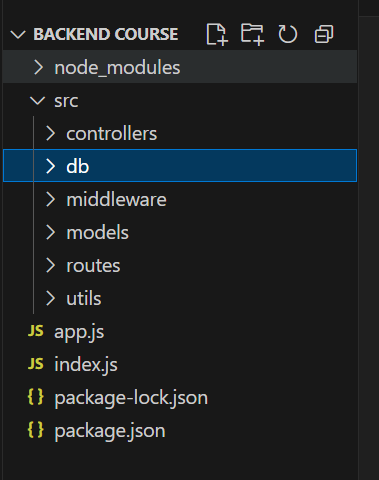 BACKEND COURSE
node_modules
src
controllers
db
middleware
models
routes
utils
JS app.js
JS index.js
{} package-lock.json
{} package.json